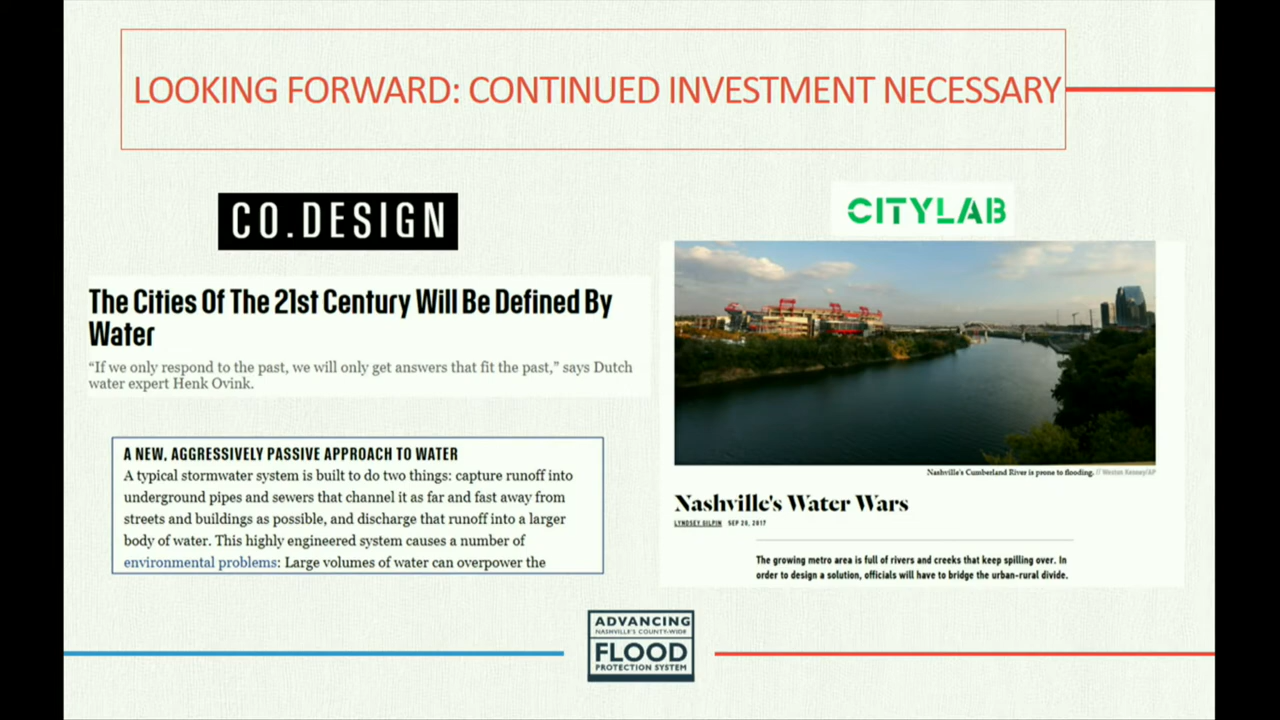 LOOKING FORWARD: CONTINUED INVESTMENT NECESSARY
CO.DESIGN
The Cities Of The 21st Century Will Be Defined By
Water
“If we only respond to the past, we will only get answers that fit the past,” says Dutch
water expert Henk Ovink.
A NEW, AGGRESSIVELY PASSIVE APPROACH TO WATER
A typical stormwater system is built to do two things: capture runoff into
underground pipes and sewers that channel it as far and fast away from
streets and buildings as possible, and discharge that runoff into a larger
body of water. This highly engineered system causes a number of
environmental problems: Large volumes of water can overpower the
CITYLAB
Nashville's Cumberland River is prone to flooding. // Weston Kenney/AP
Nashville's Water Wars
LYNDSEY GILPIN SEP 26, 2017
The growing metro area is full of rivers and creeks that keep spilling over. In
order to design a solution, officials will have to bridge the urban-rural divide.
ADVANCING
NASHVILLE'S COUNTY-WIDE
FLOOD
PROTECTION SYSTEM